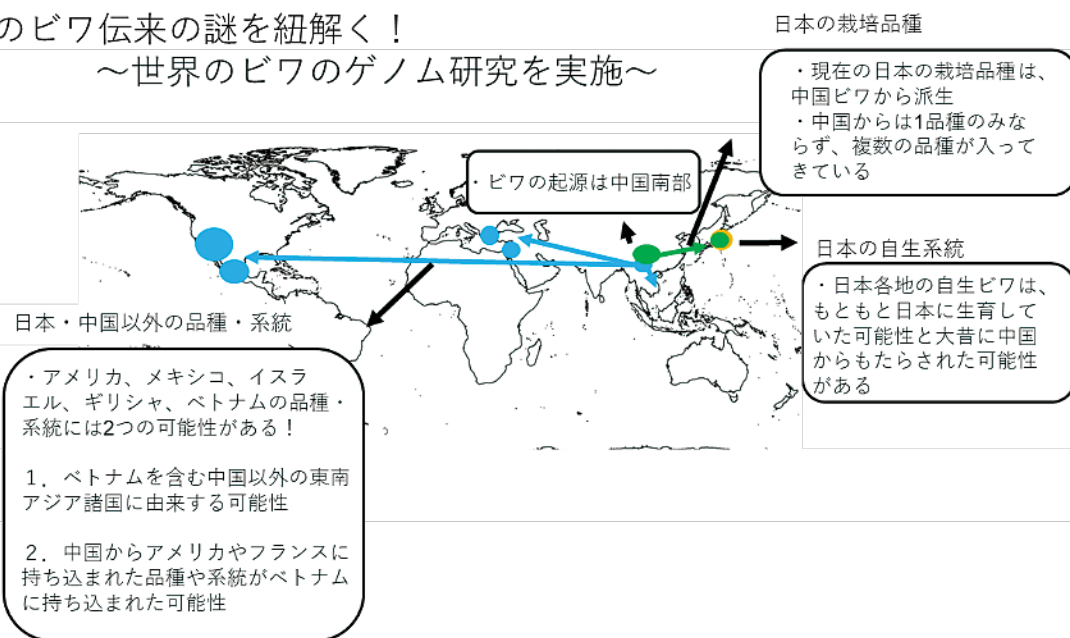 のビワ伝来の謎を紐解く！
～世界のビワのゲノム研究を実施～
日本の栽培品種
・現在の日本の栽培品種は、
中国ビワから派生
・中国からは1品種のみな
らず、複数の品種が入って
きている
・ビワの起源は中国南部
日本の自生系統
・日本各地の自生ビワは、
もともと日本に生育して
いた可能性と大昔に中国
からもたらされた可能性
がある
日本・中国以外の品種・系統
・アメリカ、メキシコ、イスラ
エル、ギリシャ、ベトナムの品種・
系統には2つの可能性がある！
１．ベトナムを含む中国以外の東南
アジア諸国に由来する可能性
２．中国からアメリカやフランスに
持ち込まれた品種や系統がベトナム
に持ち込まれた可能性